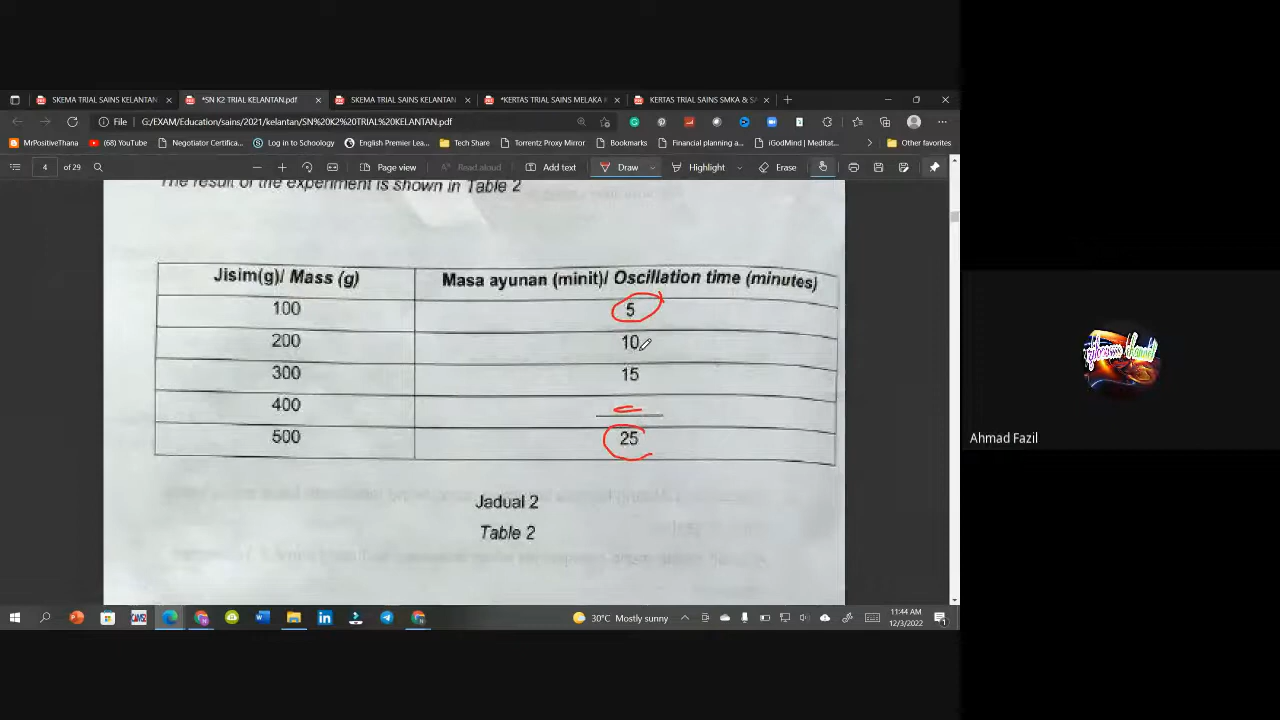 SKEMA TRIAL SAINS KELANTAN
*SN K2 TRIAL KELANTAN.pdf
SKEMA TRIAL SAINS KELANTAN
*KERTAS TRIAL SAINS MELAKA
KERTAS TRIAL SAINS SMKA & S
File
G:/EXAM/Education/sains/2021/kelantan/SN%20K2%20TRIAL%20KELANTAN.pdf
MrPositiveThana
(68) YouTube
Negotiator Certifica...
Log in to Schoology
English Premier Lea...
Tech Share
Torrentz Proxy Mirror
Bookmarks
Financial planning a...
iGodMind | Meditat...
Other favorites
4 of 29
Page view
Read aloud
Add text
Draw
Highlight
Erase
The result of the experiment is shown in Table 2
Jisim(g)/ Mass (g) Masa ayunan (minit)/ Oscillation time (minutes)
100 5
200 10
300 15
400
500 25
Jadual 2
Table 2
Ahmad Fazil
30°C Mostly sunny
11:44 AM
12/3/2022